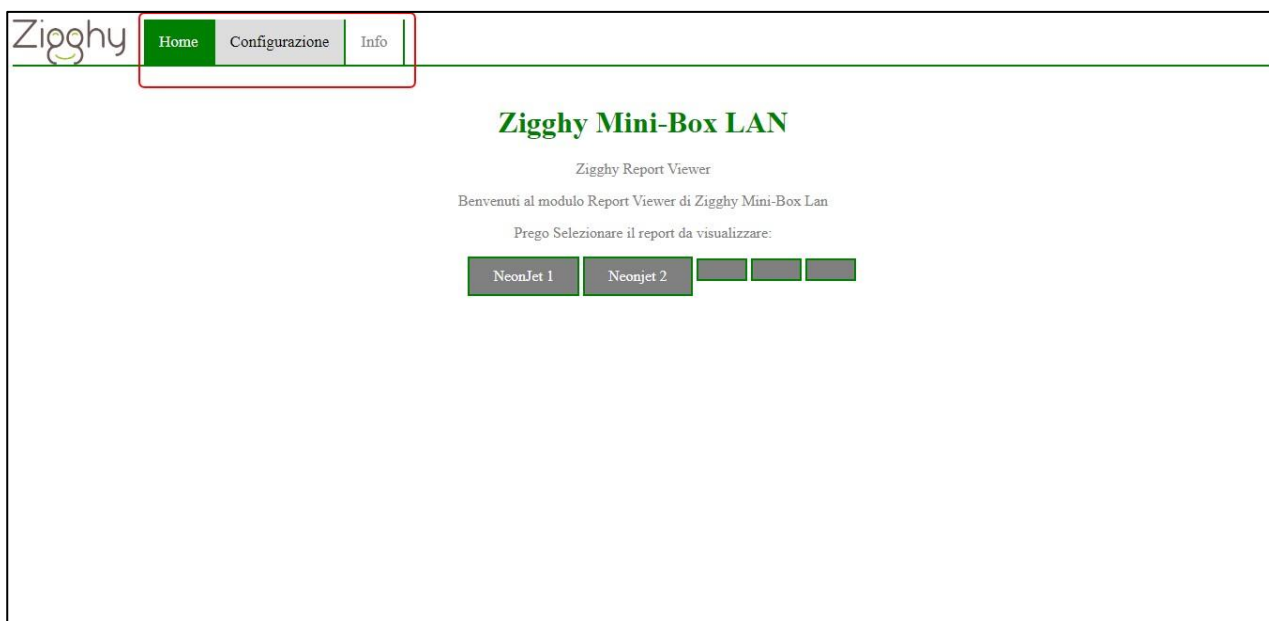 Zigghy Home Configurazione Info
Zigghy Mini-Box LAN
Zigghy Report Viewer
Benvenuti al modulo Report Viewer di Zigghy Mini-Box Lan
Prego Selezionare il report da visualizzare:
NeonJet 1 Neonjet 2